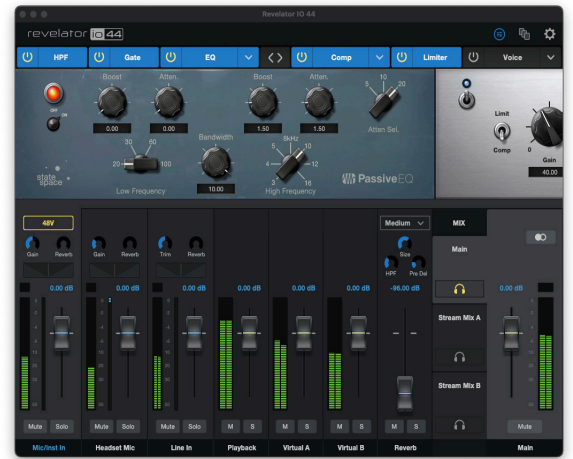 Revelator IO 44
revelator io 44
HPF Gate EQ Comp Limiter Voice
Boost Atten. Boost Atten. 10
5 20
OFF
ON
0.00 0.00 1.50 1.50 Atten Sel.
Limit
Comp
30 60 Bandwidth 8kHz
5 10
20 100 4 12
3 16
0
Gain
40.00
state
space
Low Frequency 10.00 High Frequency PassiveEQ
48V Medium MIX
Gain Reverb Gain Reverb Trim Reverb Size Main
HPF Pre Del
0.00 dB 0.00 dB 0.00 dB 0.00 dB 0.00 dB 0.00 dB -96.00 dB 0.00 dB
Stream Mix A
Stream Mix B
Mute Solo Mute Solo Mute Solo M S M S M S M S Mute
Mic/Inst In Headset Mic Line In Playback Virtual A Virtual B Reverb Main